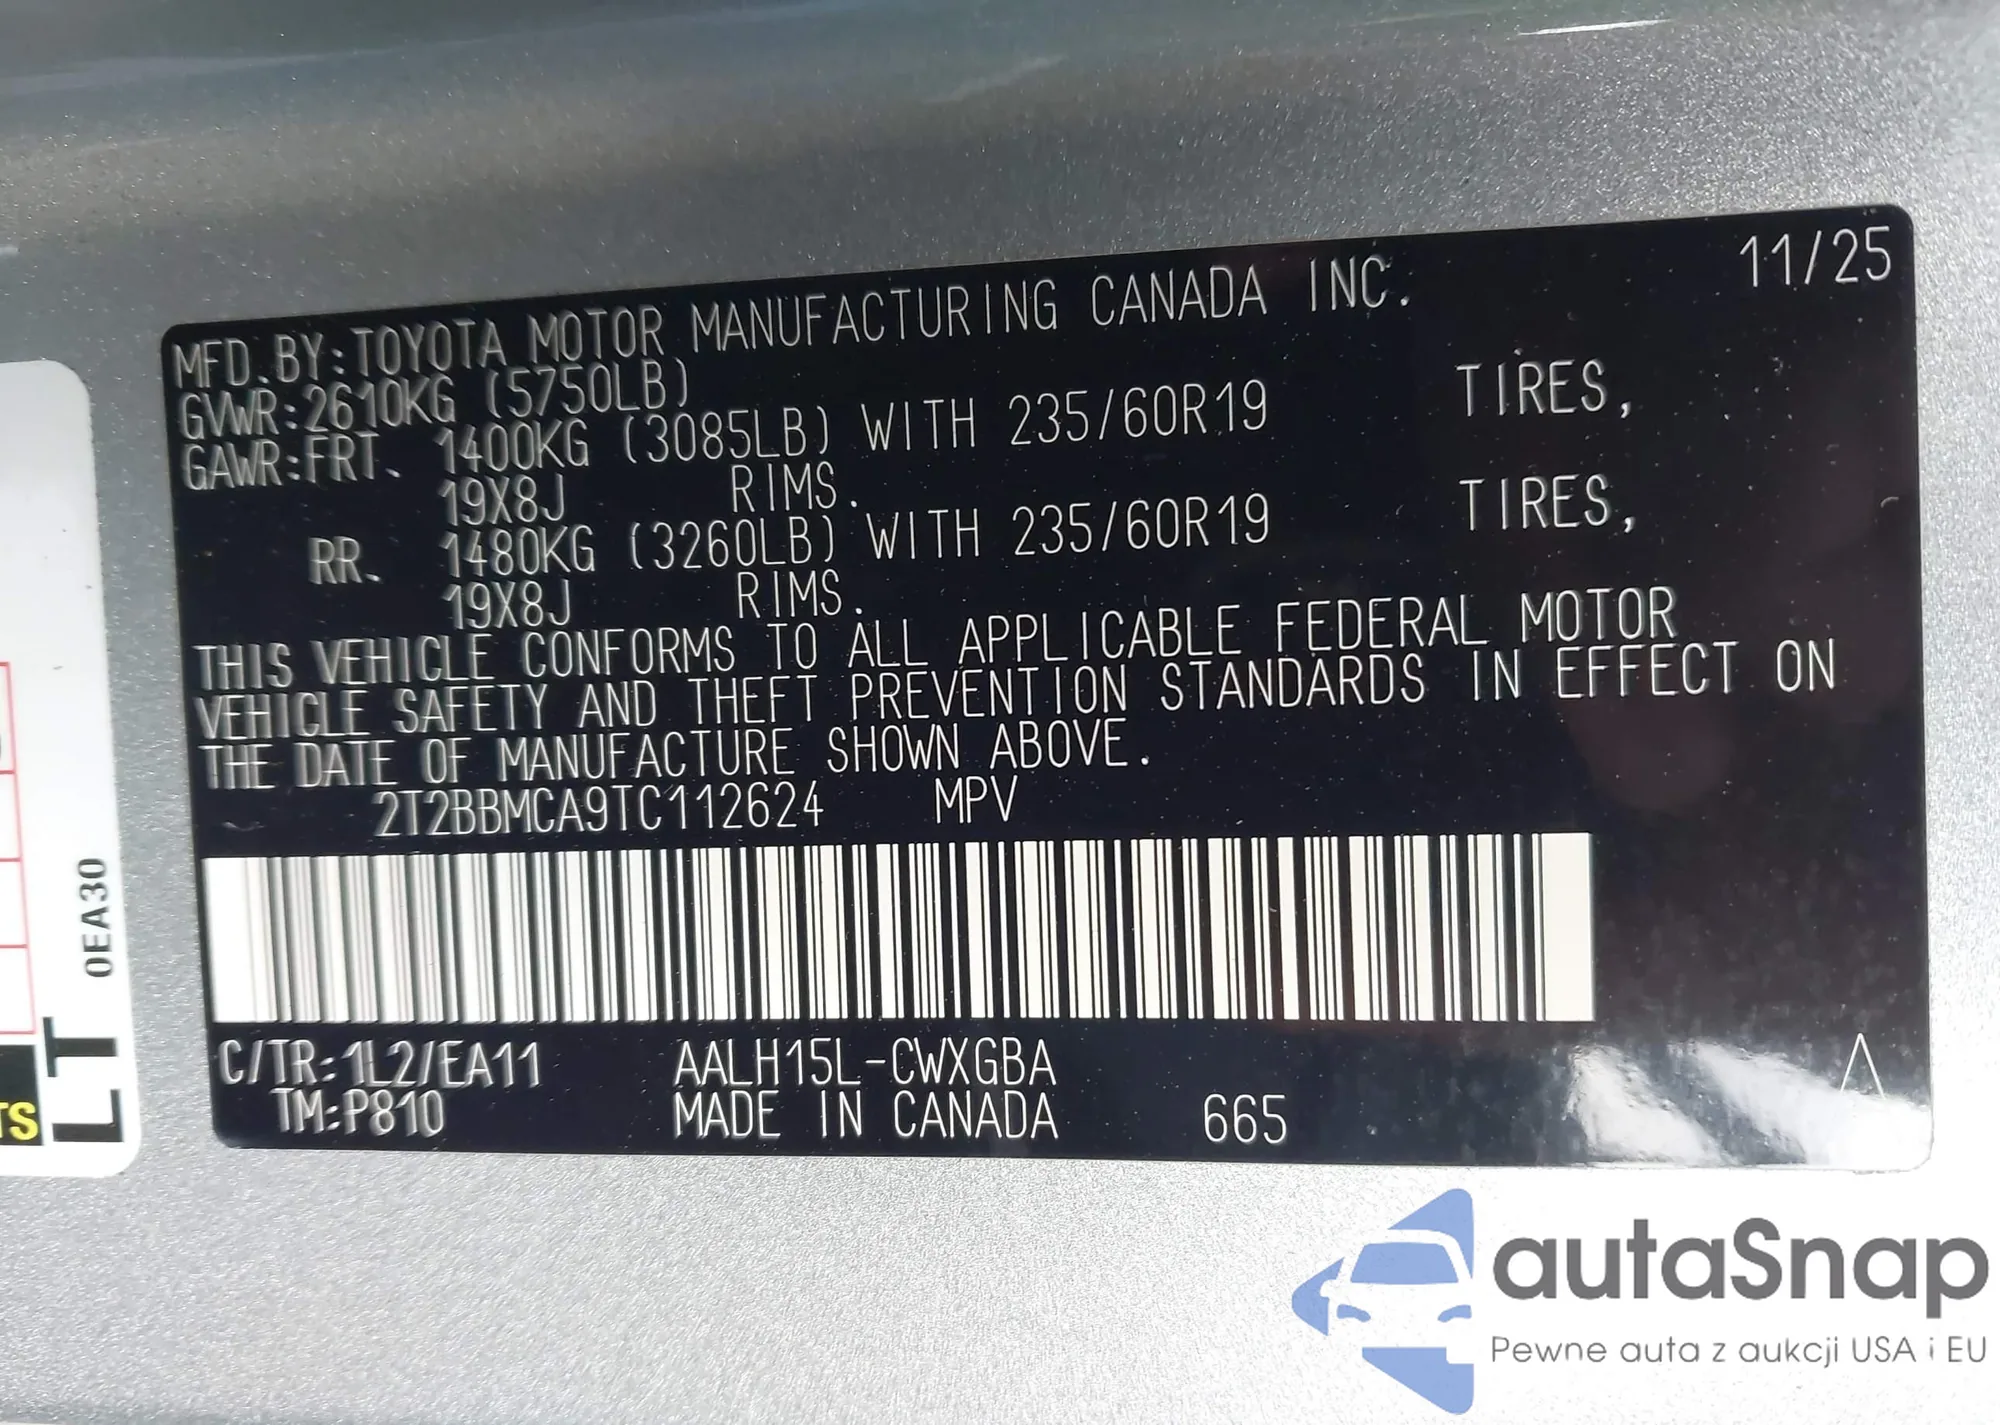 11/25
MFD. BY:TOYOTA MOTOR MANUFACTURING CANADA INC.
GVWR:2610KG (5750LB)
GAWR:FRT. 1400KG (3085LB) WITH 235/60R19 TIRES,
19X8J RIMS.
RR. 1480KG (3260LB) WITH 235/60R19 TIRES,
19X8J RIMS.
THIS VEHICLE CONFORMS TO ALL APPLICABLE FEDERAL MOTOR
VEHICLE SAFETY AND THEFT PREVENTION STANDARDS IN EFFECT ON
THE DATE OF MANUFACTURE SHOWN ABOVE.
2T2BBMCA9TC112624 MPV
C/TR:1L2/EA11 AALH15L-CWXGBA
TM:P810 MADE IN CANADA 665
0EA30
LT
TS
autaSnap
Pewne auta z aukcji USA i EU